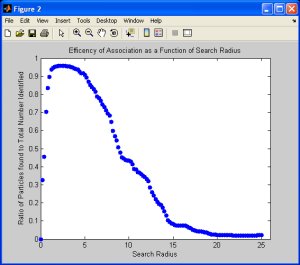 Figure 2
File Edit View Insert Tools Desktop Window Help
Efficency of Association as a Function of Search Radius
Ratio of Particles found to Total Number Identified
1
0.9
0.8
0.7
0.6
0.5
0.4
0.3
0.2
0.1
0
0 5 10 15 20 25
Search Radius